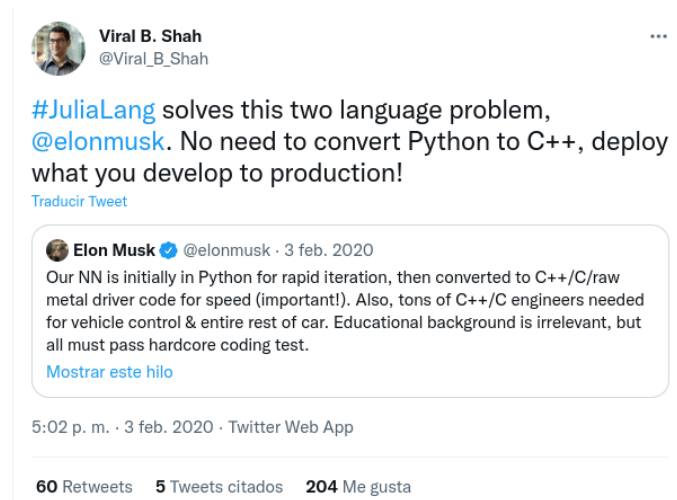 Viral B. Shah
@Viral_B_Shah
#JuliaLang solves this two language problem,
@elonmusk. No need to convert Python to C++, deploy
what you develop to production!
Traducir Tweet
Elon Musk @elonmusk · 3 feb. 2020
Our NN is initially in Python for rapid iteration, then converted to C++/C/raw
metal driver code for speed (important!). Also, tons of C++/C engineers needed
for vehicle control & entire rest of car. Educational background is irrelevant, but
all must pass hardcore coding test.
Mostrar este hilo
5:02 p. m. · 3 feb. 2020 · Twitter Web App
60 Retweets 5 Tweets citados 204 Me gusta